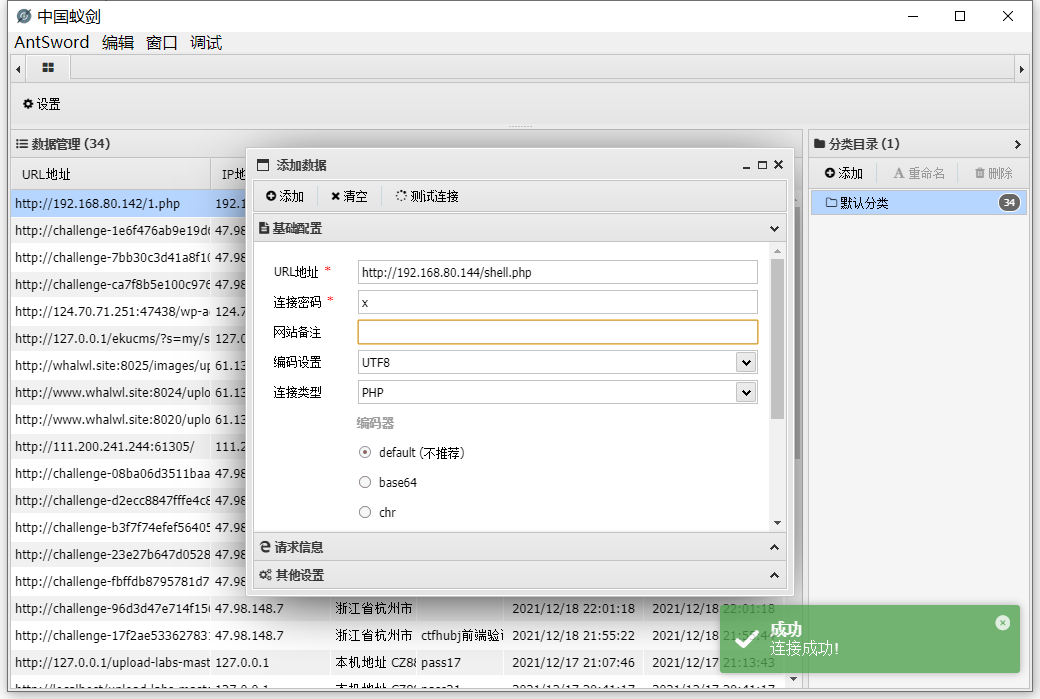 中国蚁剑
AntSword 编辑 窗口 调试
设置
数据管理 (34)
分类目录 (1)
URL地址 IP地
添加 重命名 删除
默认分类 34
添加数据
添加 清空 测试连接
基础配置
URL地址 * http://192.168.80.144/shell.php
连接密码 * x
网站备注
编码设置 UTF8
连接类型 PHP
编码器
default (不推荐)
base64
chr
请求信息
其他设置
http://192.168.80.142/1.php 192.1
http://challenge-1e6f476ab9e19d 47.98
http://challenge-7bb30c3d41a8f10 47.98
http://challenge-ca7f8b5e100c976 47.98
http://124.70.71.251:47438/wp-a 124.7
http://127.0.0.1/ekucms/?s=my/s 127.0
http://whalwl.site:8025/images/up 61.13
http://www.whalwl.site:8024/uplo 61.13
http://www.whalwl.site:8020/uplo 61.13
http://111.200.241.244:61305/ 111.2
http://challenge-08ba06d3511baa 47.98
http://challenge-d2ecc8847fffe4c8 47.98
http://challenge-b3f7f74efef56405 47.98
http://challenge-23e27b647d0528 47.98
http://challenge-fbffdb8795781d7 47.98
http://challenge-96d3d47e714f15 47.98.148.7 浙江省杭州市 2021/12/18 22:01:18 2021/12/18 22:01:18
http://challenge-17f2ae53362783 47.98.148.7 浙江省杭州市 ctfhubj前端验 2021/12/18 21:55:22
http://127.0.0.1/upload-labs-mast 127.0.0.1 本机地址 CZ88 pass17 2021/12/17 21:07:46 2021/12/17 21:13:43
成功
连接成功!